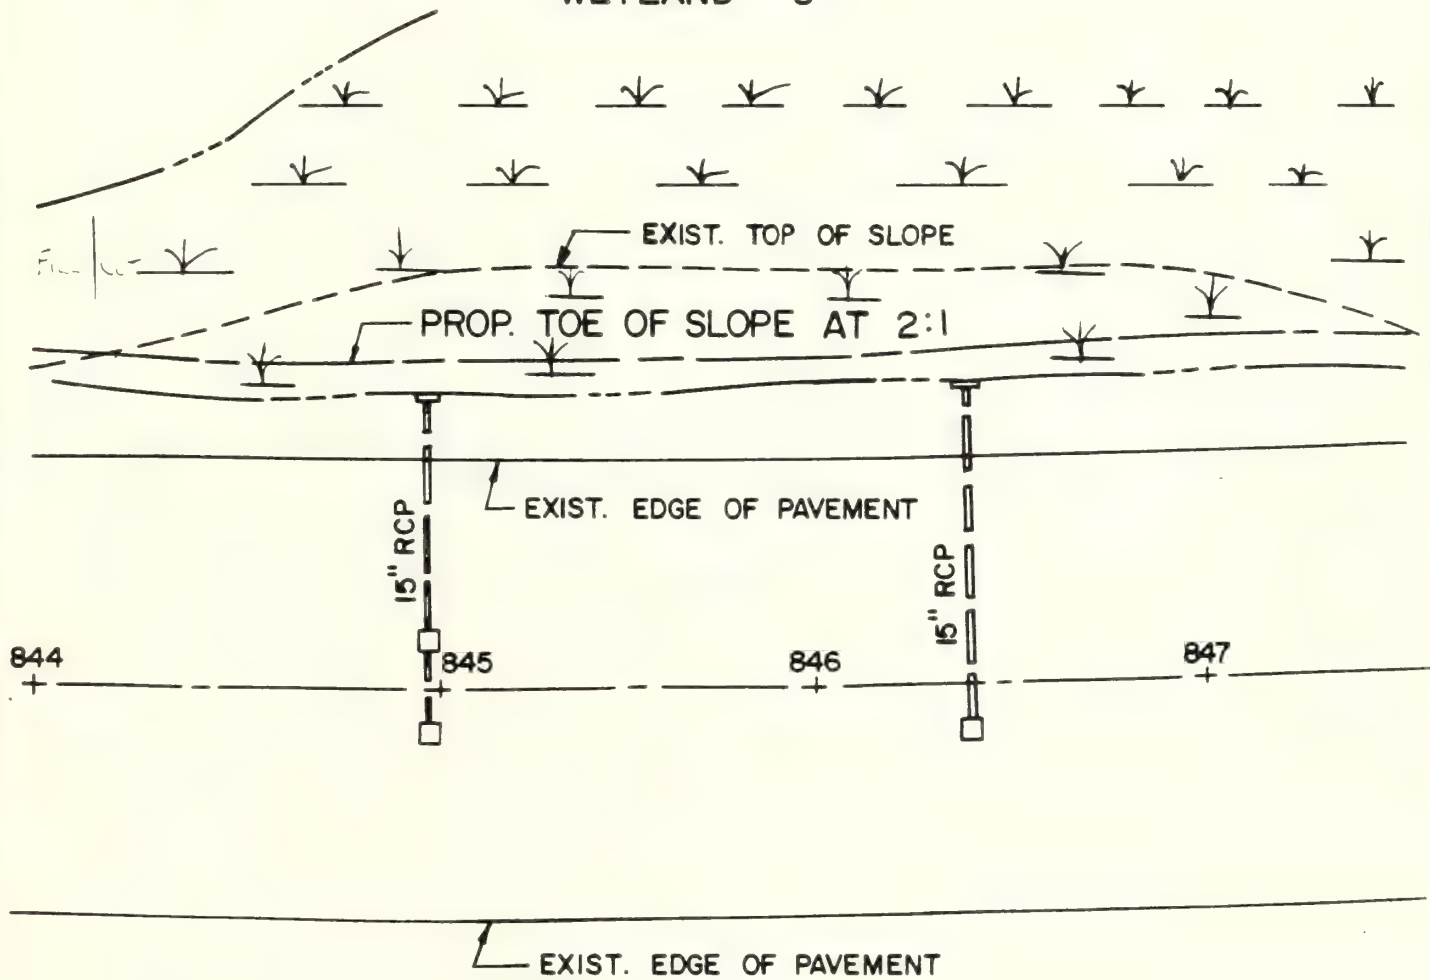 EXIST. TOP OF SLOPE
PROP. TOE OF SLOPE AT 2:1
EXIST. EDGE OF PAVEMENT
15" RCP
15" RCP
844
845
846
847
EXIST. EDGE OF PAVEMENT